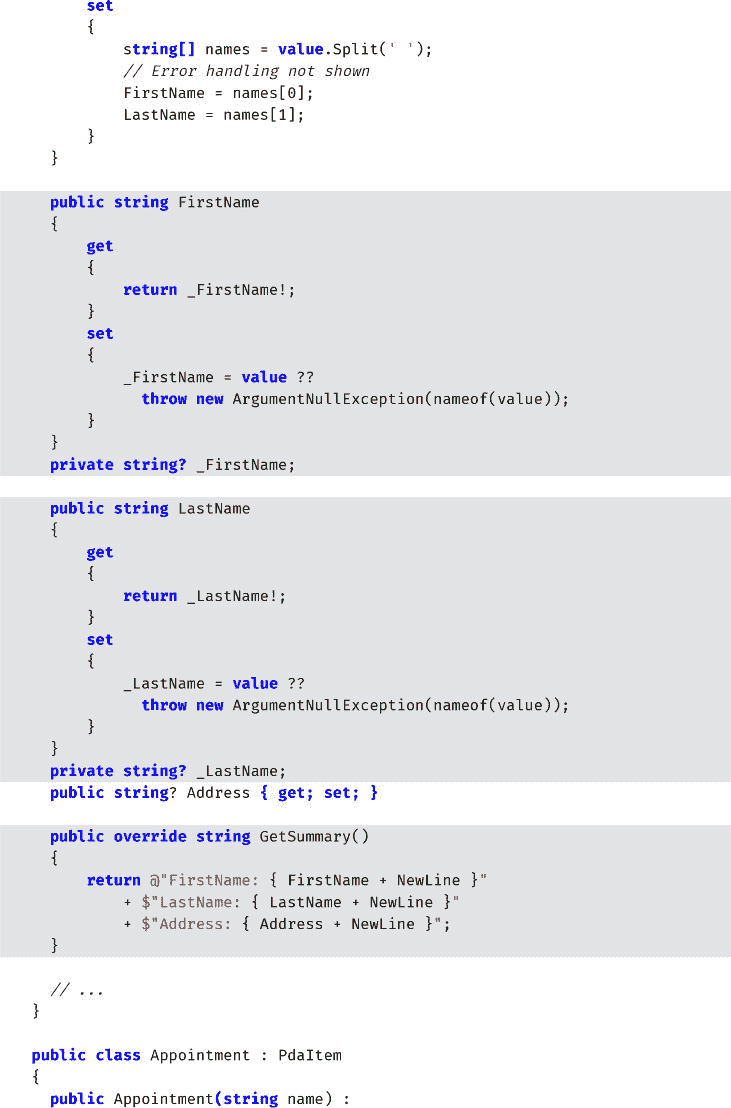 set
{
string[] names = value.Split(' ');
// Error handling not shown
FirstName = names[0];
LastName = names[1];
}
}
public string FirstName
{
get
{
return _FirstName!;
}
set
{
_FirstName = value ??
throw new ArgumentNullException(nameof(value));
}
}
private string? _FirstName;
public string LastName
{
get
{
return _LastName!;
}
set
{
_LastName = value ??
throw new ArgumentNullException(nameof(value));
}
}
private string? _LastName;
public string? Address { get; set; }
public override string GetSummary()
{
return @"FirstName: { FirstName + NewLine }"
+ $"LastName: { LastName + NewLine }"
+ $"Address: { Address + NewLine }";
}
// ...
}
public class Appointment : PdaItem
{
public Appointment(string name) :